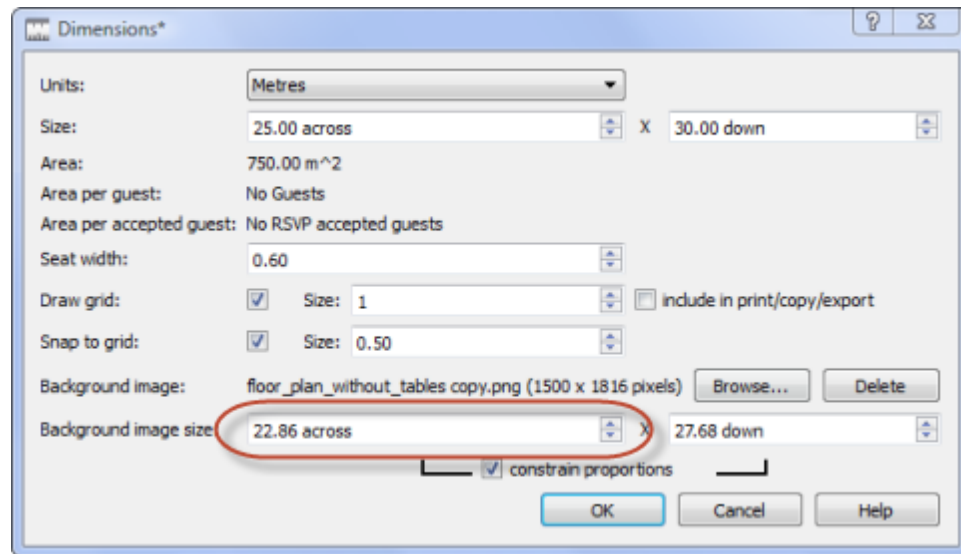 Dimensions*
Units: Metres
Size: 25.00 across X 30.00 down
Area: 750.00 m^2
Area per guest: No Guests
Area per accepted guest: No RSVP accepted guests
Seat width: 0.60
Draw grid: Size: 1 include in print/copy/export
Snap to grid: Size: 0.50
Background image: floor_plan_without_tables copy.png (1500 x 1816 pixels) Browse... Delete
Background image size 22.86 across X 27.68 down
constrain proportions
OK Cancel Help